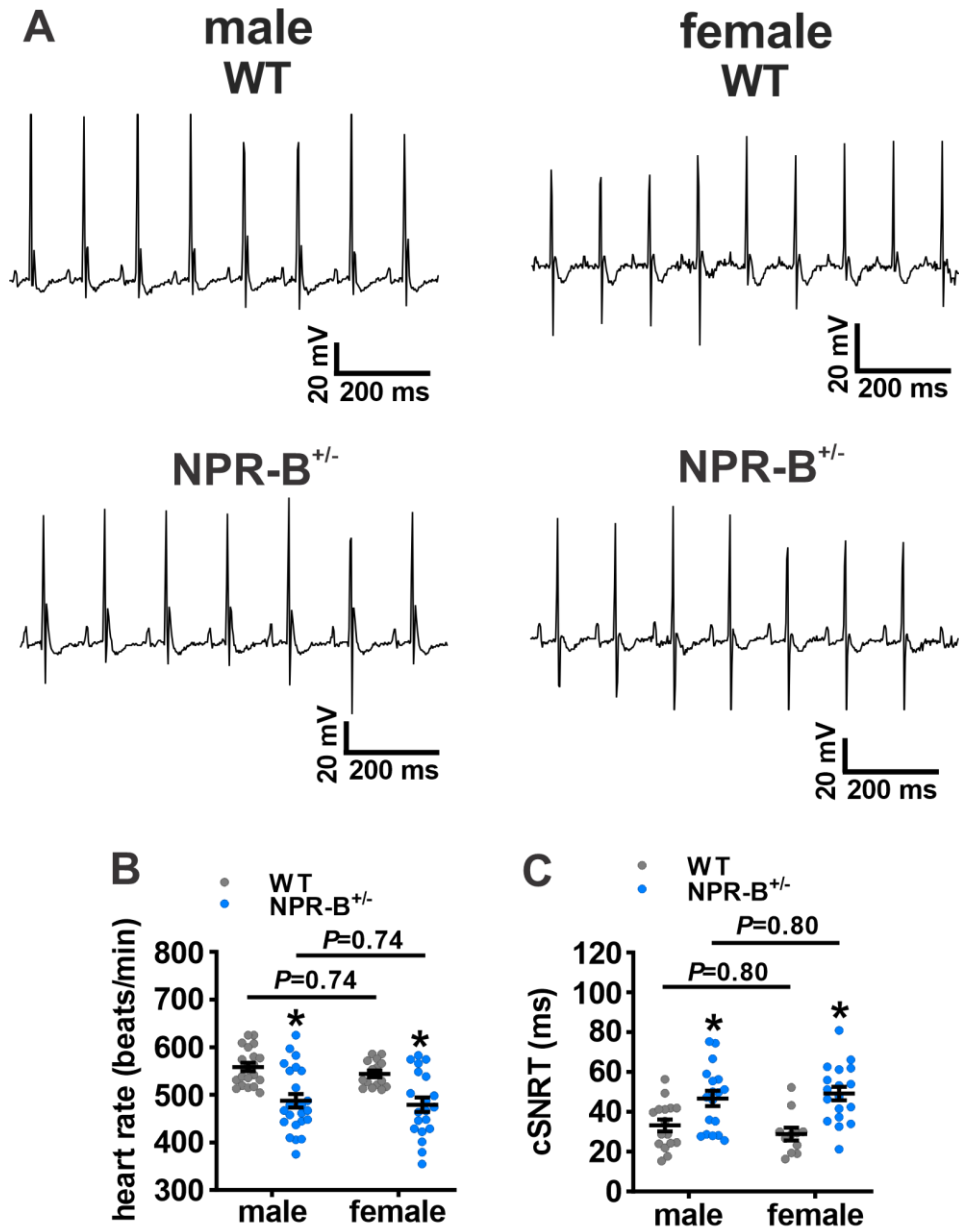 A
male
WT
female
WT
20 mV
200 ms
20 mV
200 ms
NPR-B+/-
NPR-B+/-
20 mV
200 ms
20 mV
200 ms
B
WT
NPR-B+/-
P=0.74
P=0.74
heart rate (beats/min)
800
700
600
500
400
300
*
*
male
female
C
WT
NPR-B+/-
P=0.80
P=0.80
cSNRT (ms)
120
100
80
60
40
20
0
*
*
male
female